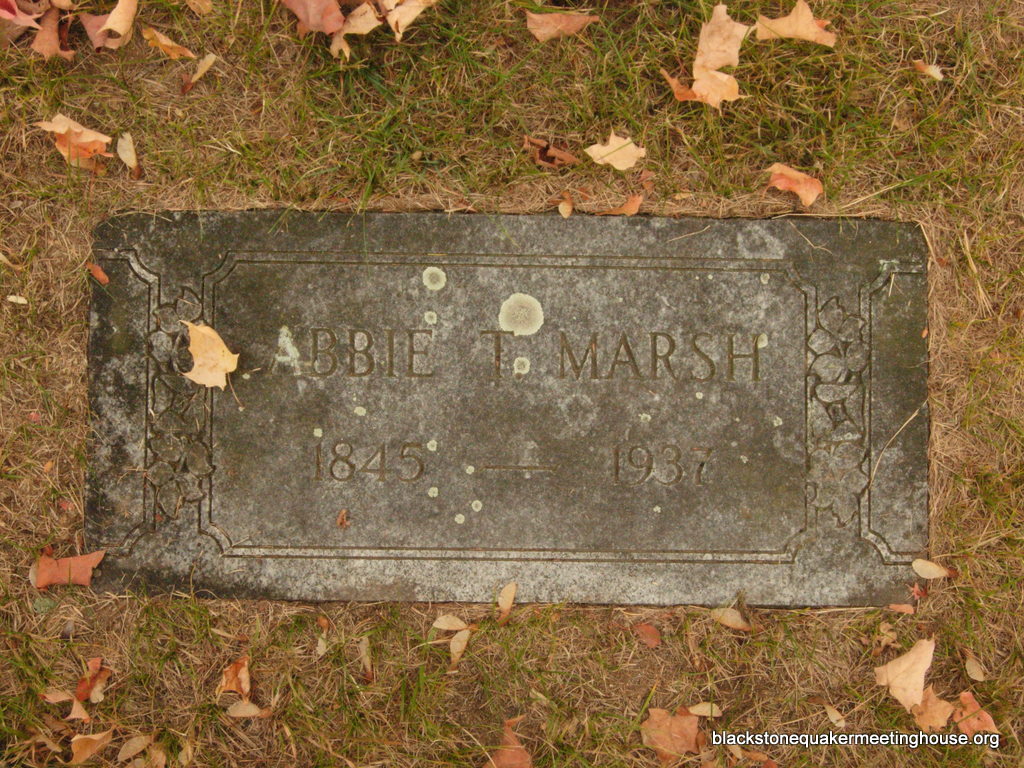 ABBIE T. MARSH
1845 — 1937
blackstonequakermeetinghouse.org